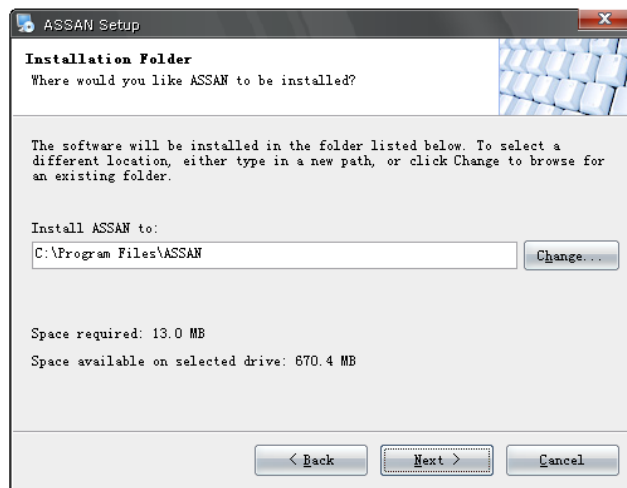 ASSAN Setup
Installation Folder
Where would you like ASSAN to be installed?
The software will be installed in the folder listed below. To select a
different location, either type in a new path, or click Change to browse for
an existing folder.
Install ASSAN to:
C:\Program Files\ASSAN
Change...
Space required: 13.0 MB
Space available on selected drive: 670.4 MB
< Back
Next >
Cancel